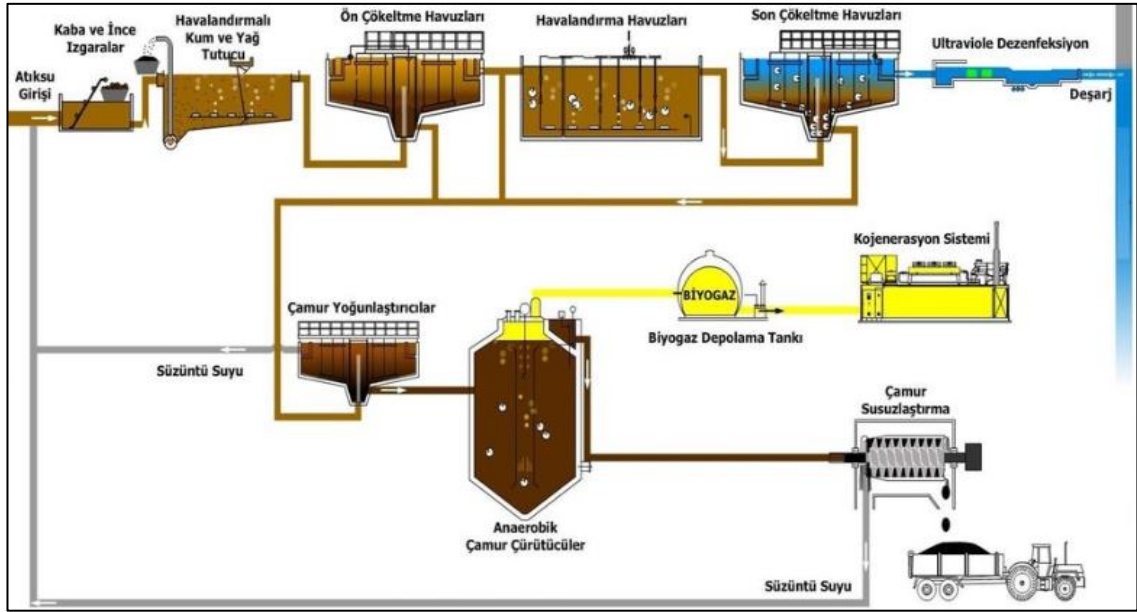 Kaba ve İnce
Izgaralar
Atıksu
Girişi
Havalandırmalı
Kum ve Yağ
Tutucu
Ön Çökeltme Havuzları
Havalandırma Havuzları
Son Çökeltme Havuzları
Ultraviole Dezenfeksiyon
Deşarj
Kojenerasyon Sistemi
BİYOGAZ
Biyogaz Depolama Tankı
Çamur Yoğunlaştırıcılar
Süzüntü Suyu
Çamur
Susuzlaştırma
Anaerobik
Çamur Çürütücüler
Süzüntü Suyu